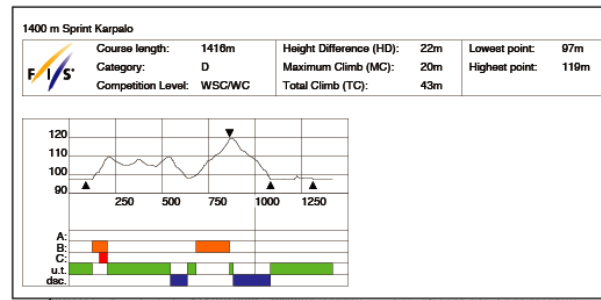 1400 m Sprint Karpalo
Course length: 1416m Height Difference (HD): 22m Lowest point: 97m
Category: D Maximum Climb (MC): 20m Highest point: 119m
Competition Level: WSC/WC Total Climb (TC): 43m
F/I/S
120
110
100
90
250 500 750 1000 1250
A:
B:
C:
u.t.
dsc.